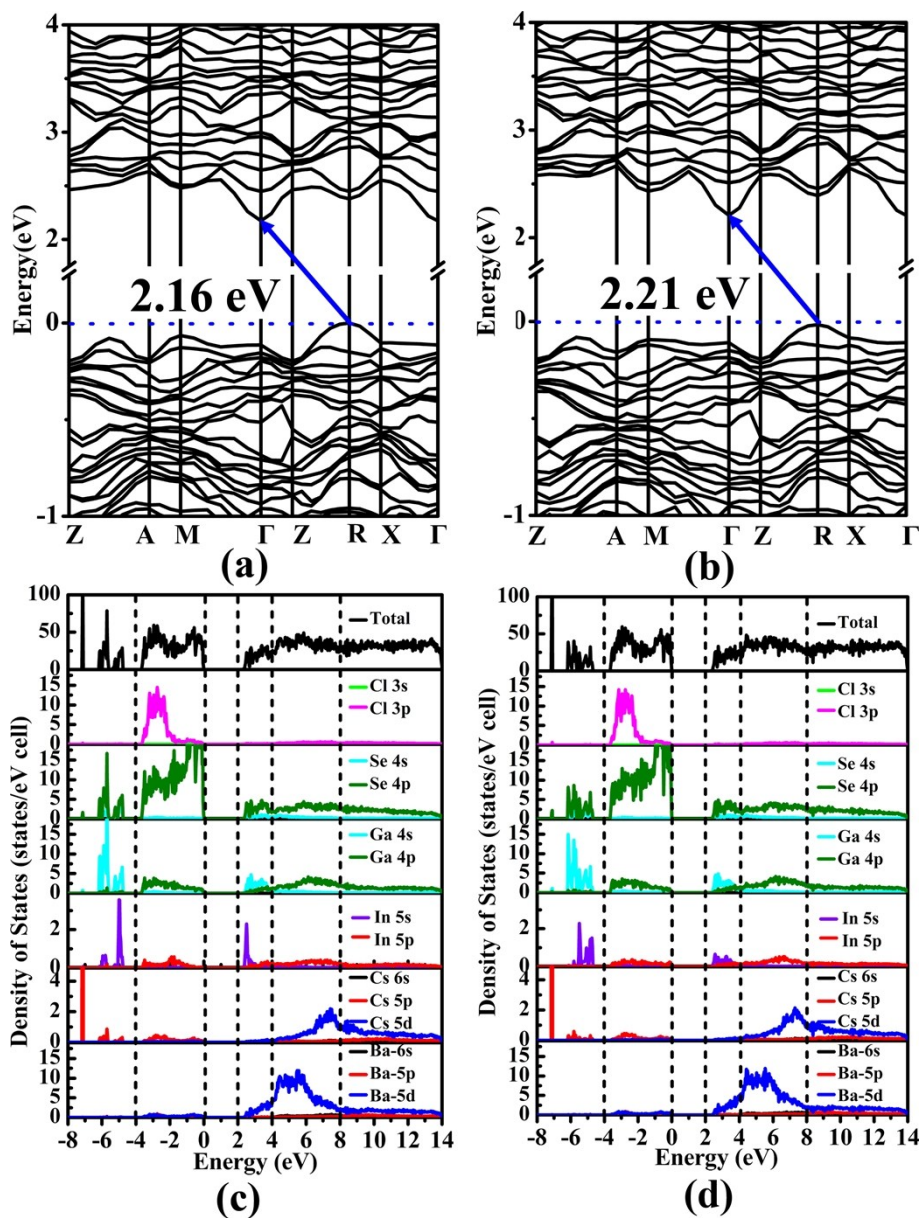 4
3
2
0
-1
Energy(eV)
2.16 eV
Z A M Γ Z R X Γ
(a)
4
3
2
0
-1
Energy(eV)
2.21 eV
Z A M Γ Z R X Γ
(b)
Density of States (states/eV cell)
100
50
0
Total
15
10
5
0
Cl 3s
Cl 3p
15
10
5
0
Se 4s
Se 4p
15
10
5
0
Ga 4s
Ga 4p
2
0
In 5s
In 5p
4
2
0
Cs 6s
Cs 5p
Cs 5d
15
10
5
0
Ba-6s
Ba-5p
Ba-5d
-8 -6 -4 -2 0 2 4 6 8 10 12 14
Energy (eV)
(c)
Density of States (states/eV cell)
100
50
0
Total
15
10
5
0
Cl 3s
Cl 3p
15
10
5
0
Se 4s
Se 4p
15
10
5
0
Ga 4s
Ga 4p
2
0
In 5s
In 5p
4
2
0
Cs 6s
Cs 5p
Cs 5d
15
10
5
0
Ba-6s
Ba-5p
Ba-5d
-8 -6 -4 -2 0 2 4 6 8 10 12 14
Energy (eV)
(d)